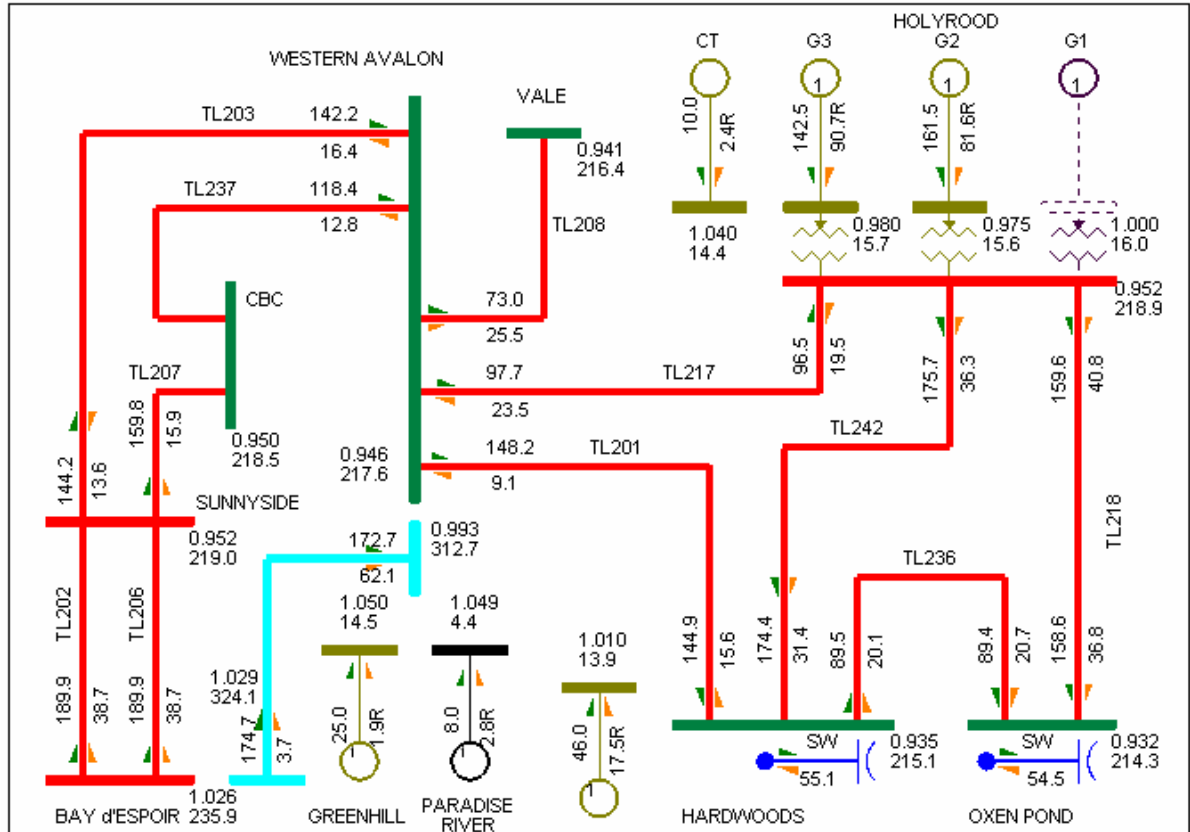 HOLYROOD
CT
G3
G2
G1
WESTERN AVALON
VALE
TL203
142.2
16.4
TL237
118.4
12.8
0.941
216.4
TL208
10.0
2.4R
1
142.5
90.7R
1
161.5
81.6R
1
1.040
14.4
0.980
15.7
0.975
15.6
1.000
16.0
0.952
218.9
CBC
73.0
25.5
TL207
159.8
15.9
97.7
23.5
TL217
96.5
19.5
175.7
36.3
159.6
40.8
144.2
13.6
0.950
218.5
0.946
217.6
148.2
9.1
TL201
TL242
TL218
SUNNYSIDE
0.952
219.0
0.993
312.7
172.7
62.1
TL236
TL202
TL206
1.050
14.5
1.049
4.4
1.010
13.9
144.9
15.6
174.4
31.4
89.5
20.1
89.4
20.7
158.6
36.8
189.9
38.7
189.9
38.7
1.029
324.1
174.7
3.7
25.0
1.9R
1
8.0
2.8R
1
46.0
17.5R
1
SW
55.1
0.935
215.1
SW
54.5
0.932
214.3
BAY d'ESPOIR
1.026
235.9
GREENHILL
PARADISE
RIVER
HARDWOODS
OXEN POND